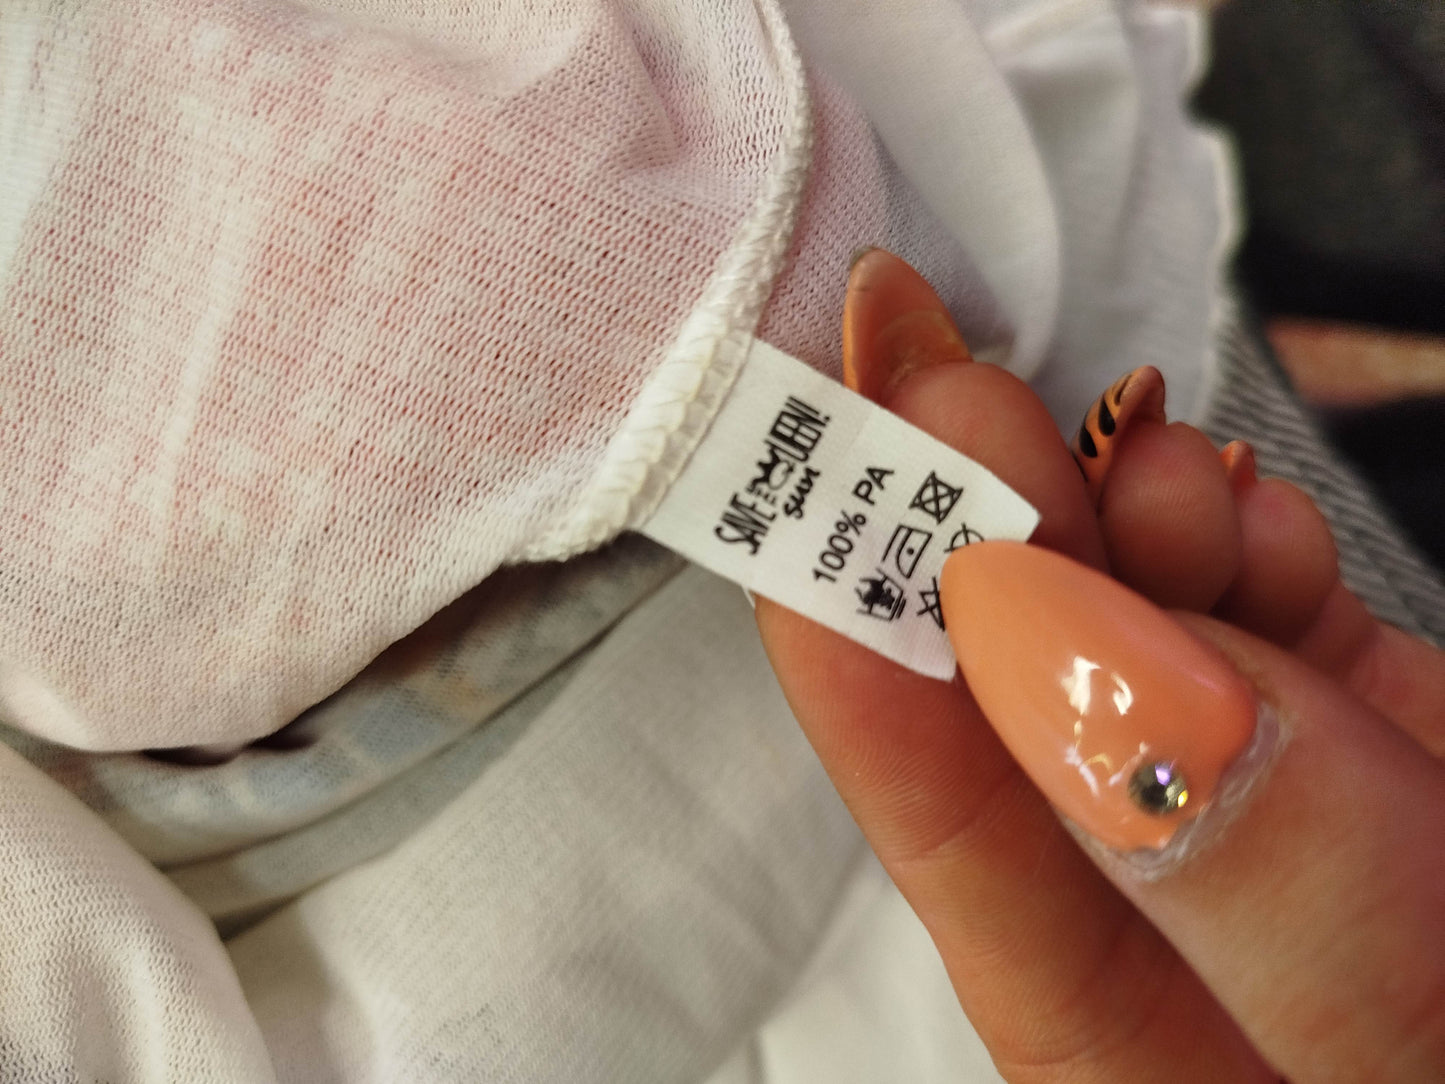 SAVE THE QUEEN!
sun
100% PA